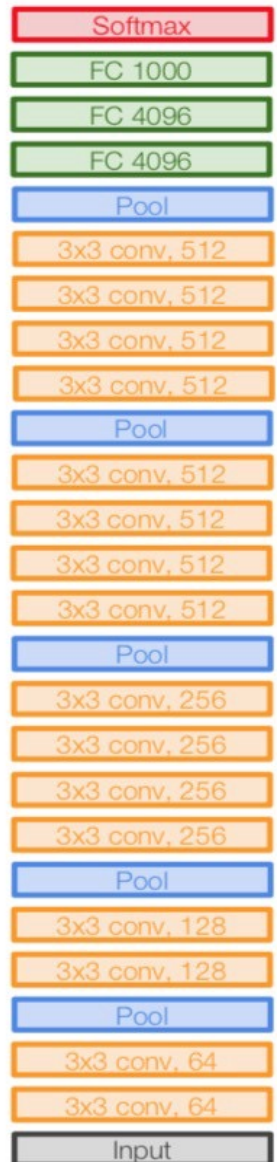 Softmax
FC 1000
FC 4096
FC 4096
Pool
3x3 conv, 512
3x3 conv, 512
3x3 conv, 512
3x3 conv, 512
Pool
3x3 conv, 512
3x3 conv, 512
3x3 conv, 512
3x3 conv, 512
Pool
3x3 conv, 256
3x3 conv, 256
3x3 conv, 256
3x3 conv, 256
Pool
3x3 conv, 128
3x3 conv, 128
Pool
3x3 conv, 64
3x3 conv, 64
Input